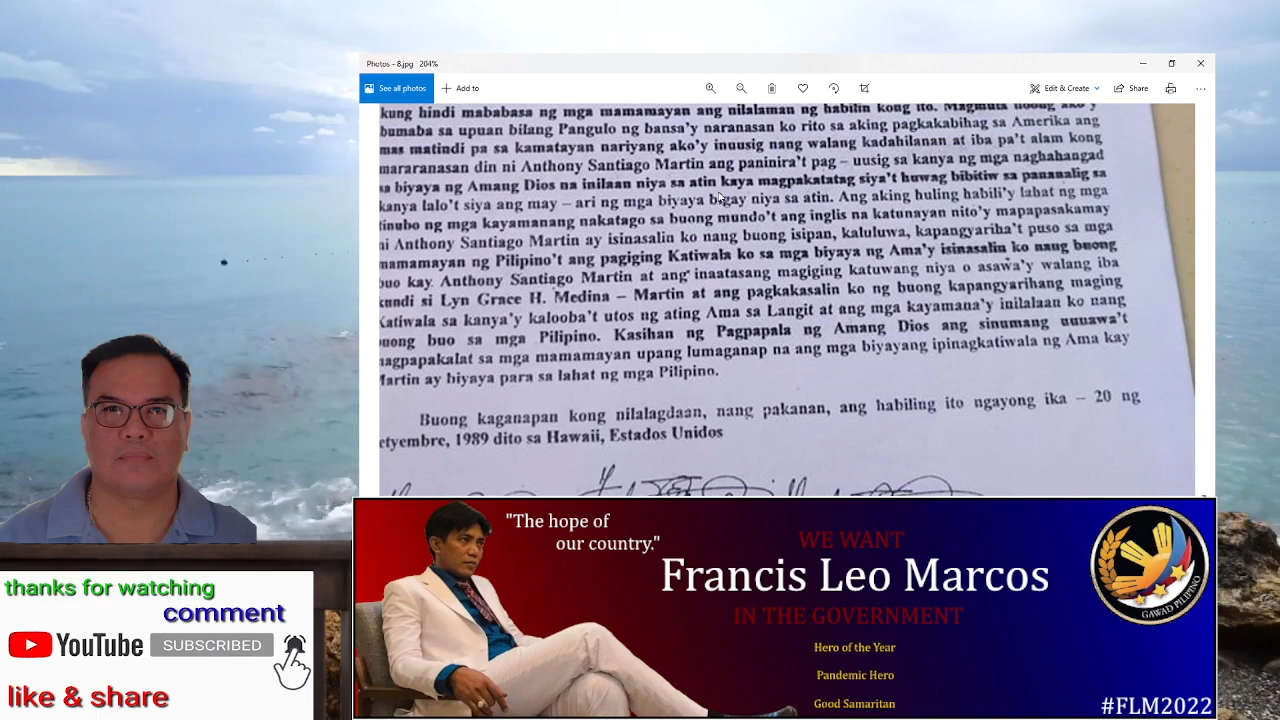 Photos - 8.jpg 204%
See all photos
Add to
Edit & Create
Share
kung hindi mababasa ng mga mamamayan ang nilalaman ng habilin kong ito. Magmula noong ako'y
bumaba sa upuan bilang Pangulo ng bansa'y naranasan ko rito sa aking pagkakabihag sa Amerika ang
mas matindi pa sa kamatayan nariyang ako'y inuusig nang walang kadahilanan at iba pa't alam kong
mararanasan din ni Anthony Santiago Martin ang paninira't pag – uusig sa kanya ng mga naghahangad
sa biyaya ng Amang Dios na inilaan niya sa atin kaya magpakatatag siya't huwag bibitiw sa pananalig sa
kanya lalo't siya ang may – ari ng mga biyaya bigay niya sa atin. Ang aking huling habili'y lahat ng mga
tinubo ng mga kayamanang nakatago sa buong mundo't ang inglis na katunayan nito'y mapapasakamay
ni Anthony Santiago Martin ay isinasalin ko nang buong isipan, kaluluwa, kapangyariha't puso sa mga
mamamayan ng Pilipino't ang pagiging Katiwala ko sa mga biyaya ng Ama'y isinasalin ko nang buong
buo kay. Anthony Santiago Martin at ang inaatasang magiging katuwang niya o asawa'y walang iba
kundi si Lyn Grace H. Medina – Martin at ang pagkakasalin ko ng buong kapangyarihang maging
Katiwala sa kanya'y kalooba't utos ng ating Ama sa Langit at ang mga kayamana'y inilalaan ko nang
buong buo sa mga Pilipino. Kasihan ng Pagpapala ng Amang Dios ang sinumang uunawa't
magpapakalat sa mga mamamayan upang lumaganap na ang mga biyayang ipinagkatiwala ng Ama kay
Martin ay biyaya para sa lahat ng mga Pilipino.
Buong kaganapan kong nilalagdaan, nang pakanan, ang habiling ito ngayong ika – 20 ng
etyembre, 1989 dito sa Hawaii, Estados Unidos
"The hope of
our country."
WE WANT
Francis Leo Marcos
IN THE GOVERNMENT
Hero of the Year
Pandemic Hero
Good Samaritan
GAWAD PILIPINO
#FLM2022
thanks for watching
comment
YouTube
SUBSCRIBED
like & share